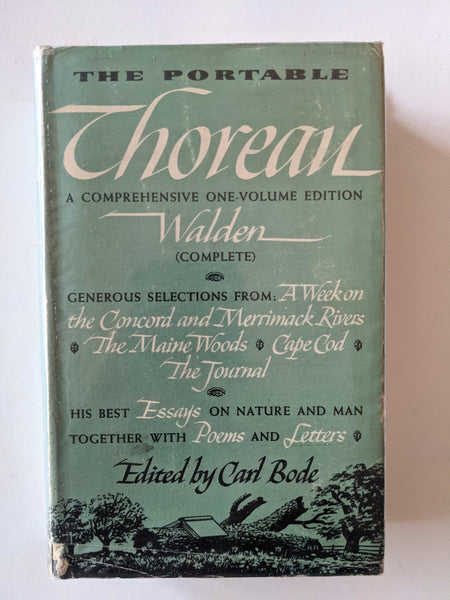 THE PORTABLE
Thoreau
A COMPREHENSIVE ONE-VOLUME EDITION
Walden
(COMPLETE)
GENEROUS SELECTIONS FROM: A Week on
the Concord and Merrimack Rivers
The Maine Woods Cape Cod
The Journal
HIS BEST Essays ON NATURE AND MAN
TOGETHER WITH Poems AND Letters
Edited by Carl Bode